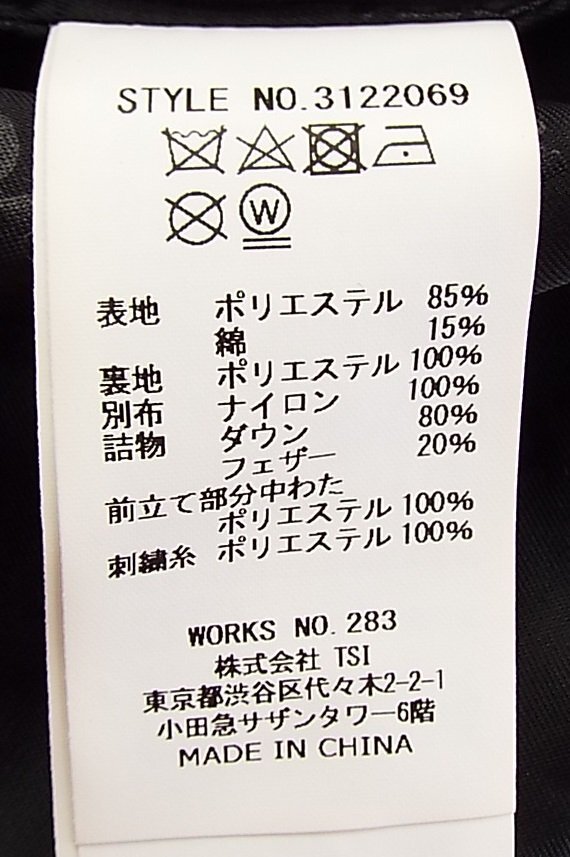 STYLE NO.3122069
W
表地 ポリエステル 85%
綿 15%
裏地 ポリエステル 100%
別布 ナイロン 100%
詰物 ダウン 80%
フェザー 20%
前立て部分中わた
ポリエステル 100%
刺繍糸 ポリエステル 100%
WORKS NO. 283
株式会社 TSI
東京都渋谷区代々木2-2-1
小田急サザンタワー6階
MADE IN CHINA